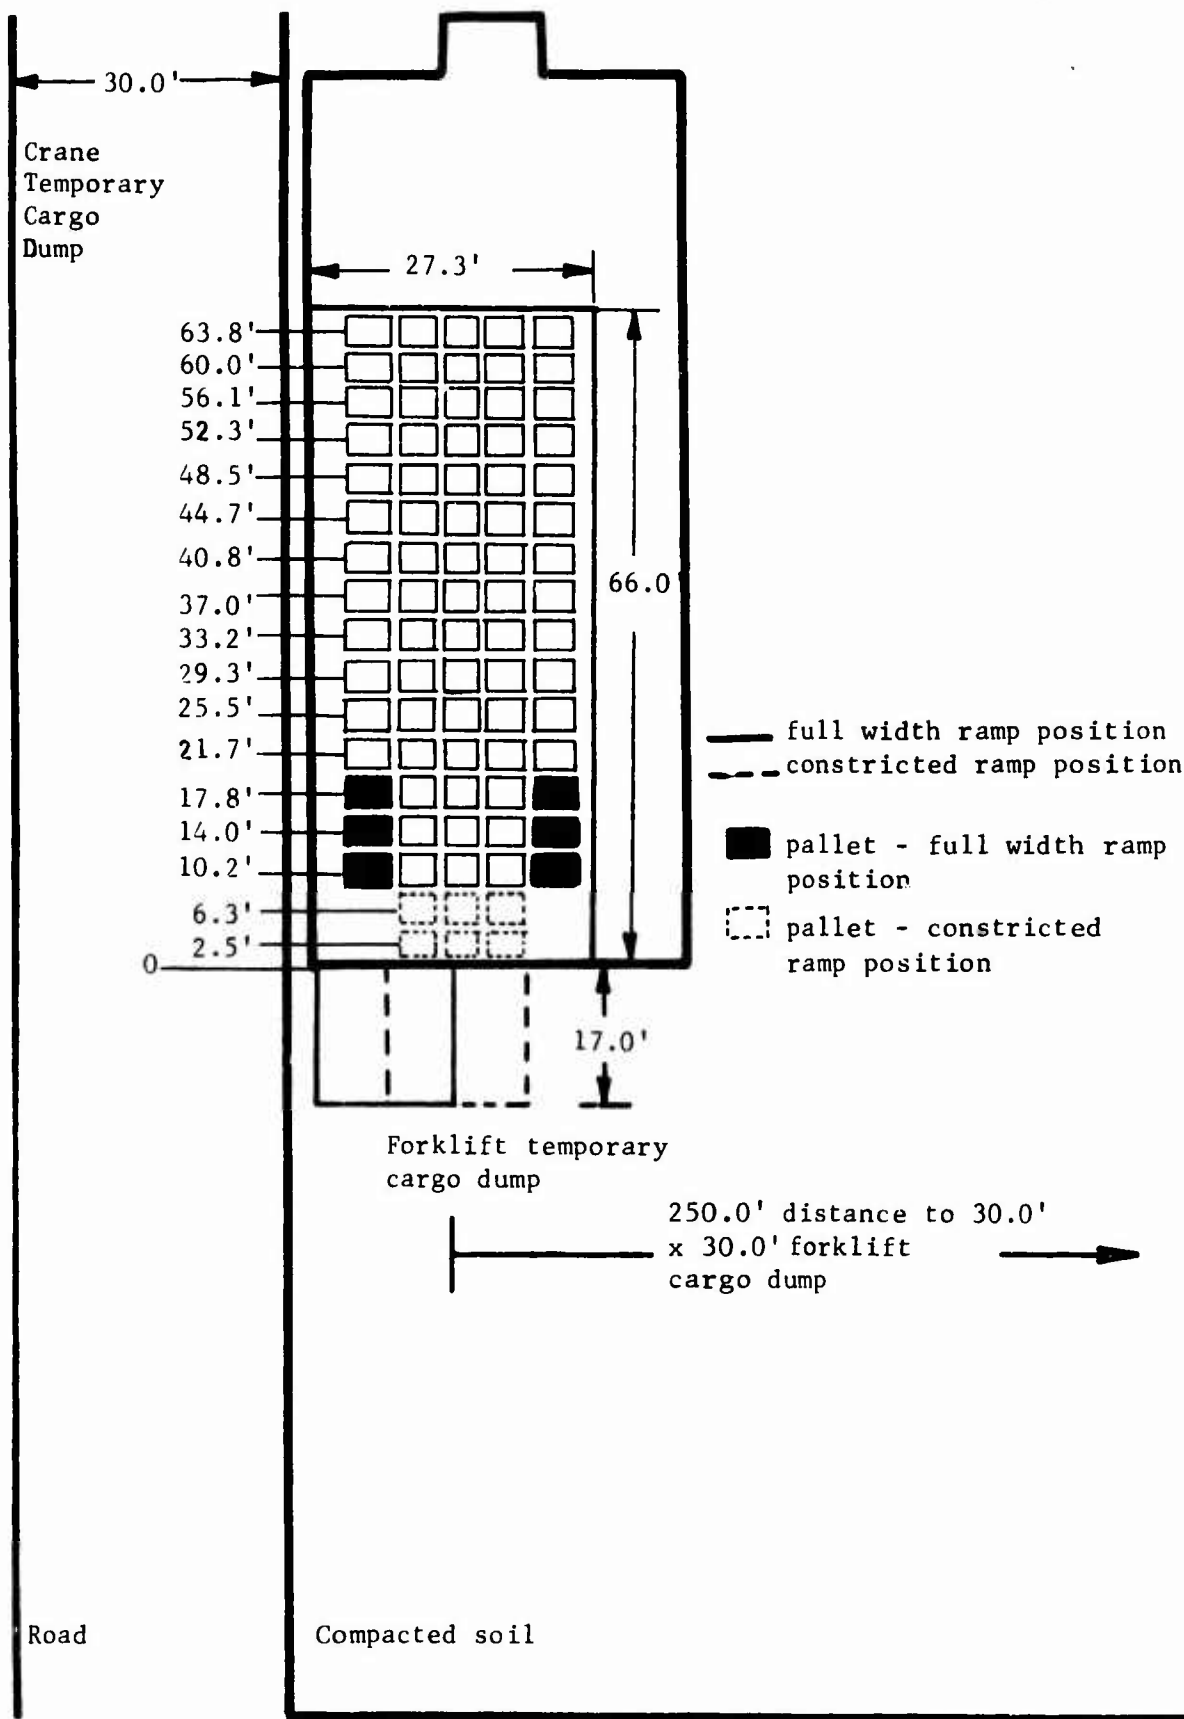 30.0'
Crane
Temporary
Cargo
Dump
27.3'
63.8'
60.0'
56.1'
52.3'
48.5'
44.7'
40.8'
37.0'
33.2'
29.3'
25.5'
21.7'
17.8'
14.0'
10.2'
6.3'
2.5'
0
66.0
full width ramp position
constricted ramp position
pallet - full width ramp
position
pallet - constricted
ramp position
17.0'
Forklift temporary
cargo dump
250.0' distance to 30.0'
x 30.0' forklift
cargo dump
Road
Compacted soil